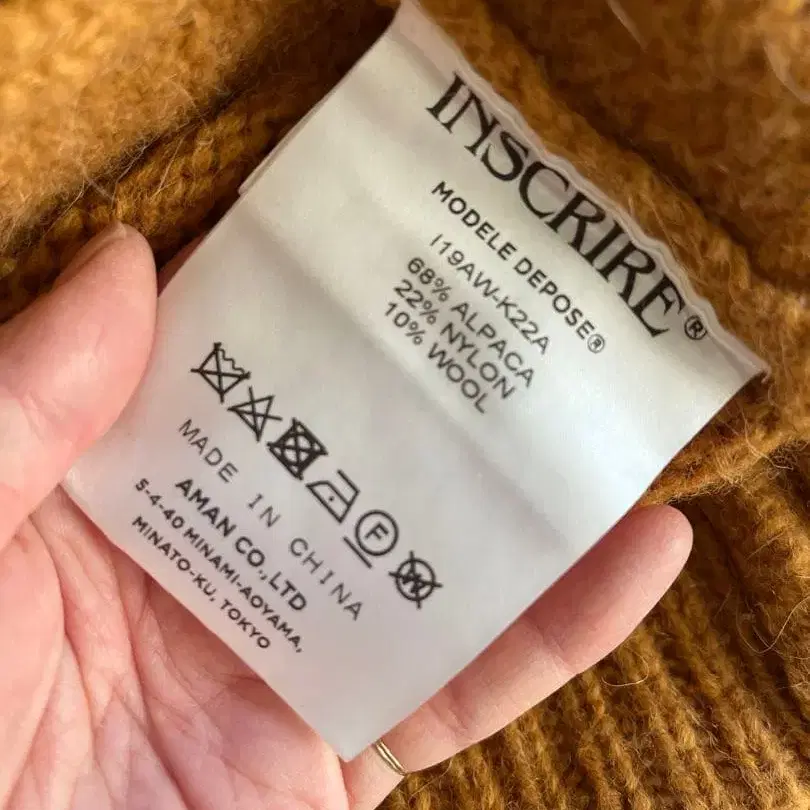 INSCRIRE®
MODELE DEPOSE®
I19AW-K22A
68% ALPACA
22% NYLON
10% WOOL
F
W
MADE IN CHINA
AMAN CO.,LTD
5-4-40 MINAMI-AOYAMA,
MINATO-KU, TOKYO